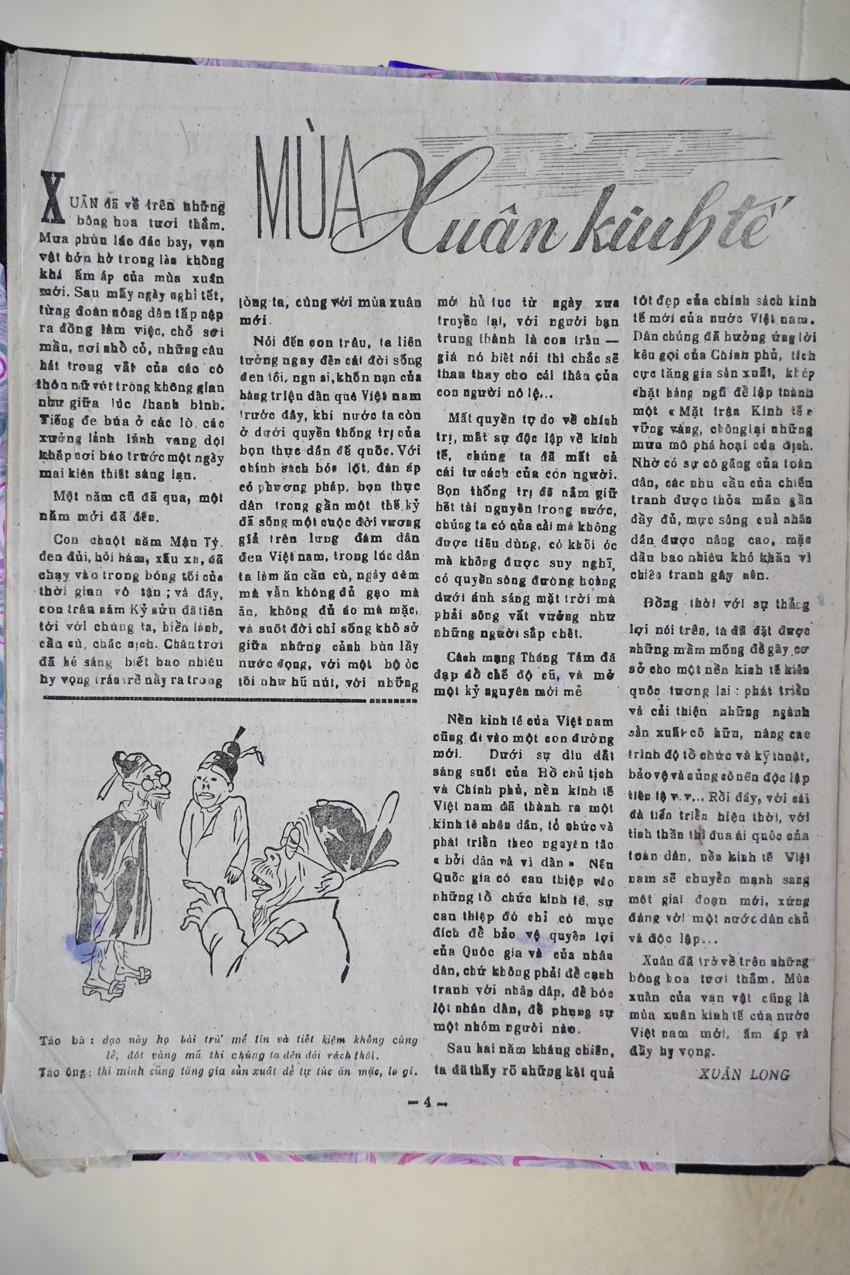 MÙA Xuân kinh tế
XUÂN đã về trên những
bông hoa tươi thắm.
Mưa phùn lác đác bay, vạn
vật hớn hở trong làn không
khí ấm áp của mùa xuân
mới. Sau mấy ngày nghỉ tết,
từng đoàn nông dân tấp nập
ra đồng làm việc, chỗ sới
mần, nơi nhổ cỏ, những câu
hát trong vắt của các cô
thôn nữ vút trong không gian
như giữa lúc thanh bình.
Tiếng đe búa ở các lò, các
xưởng lảnh lảnh vang dội
khắp nơi báo trước một ngày
mai kiến thiết sáng lạn.
Một năm cũ đã qua, một
năm mới đã đến.
Con chuột năm Mậu Tý,
đen đủi, hôi hám, xấu xa, đã
chạy vào trong bóng tối của
thời gian vô tận; và đây,
con trâu năm Kỷ sửu đã tiến
tới với chúng ta, hiền lành,
cần cù, chắc nịch. Chân trời
đã hé sáng biết bao nhiêu
hy vọng tràn trề nẩy ra trong
lòng ta, cùng với mùa xuân
mới.
Nói đến con trâu, ta liên
tưởng ngay đến cái đời sống
đen tối, ngu si, khốn nạn của
hàng triệu dân quê Việt nam
trước đây, khi nước ta còn
ở dưới quyền thống trị của
bọn thực dân đế quốc. Với
chính sách bóc lột, đàn áp
có phương pháp, bọn thực
dân trong gần một thế kỷ
đã sống một cuộc đời vương
giả trên lưng đám dân
đen Việt nam, trong lúc dân
ta làm ăn cần cù, ngày đêm
mà vẫn không đủ gạo mà
ăn, không đủ áo mà mặc,
và suốt đời chỉ sống khổ sở
giữa những cảnh bùn lầy
nước đọng, với một bộ óc
tối như hũ nút, với những
mớ hủ tục từ ngày xưa
truyền lại, với người bạn
trung thành là con trâu —
giá nó biết nói thì chắc sẽ
than thay cho cái thân của
con người nô lệ...
Mất quyền tự do về chính
trị, mất sự độc lập về kinh
tế, chúng ta đã mất cả
cái tư cách của con người.
Bọn thống trị đã nắm giữ
hết tài nguyên trong nước,
chúng ta có của cải mà không
được tiêu dùng, có khối óc
mà không được suy nghĩ,
có quyền sông đường hoàng
dưới ánh sáng mặt trời mà
phải sống vất vưởng như
những người sắp chết.
Cách mạng Tháng Tám đã
đạp đổ chế độ cũ, và mở
một kỷ nguyên mới mẻ
Nền kinh tế của Việt nam
cũng đi vào một con đường
mới. Dưới sự dìu dắt
sáng suốt của Hồ chủ tịch
và Chính phủ, nền kinh tế
Việt nam đã thành ra một
kinh tế nhân dân, tổ chức và
phát triển theo nguyên tắc
« bởi dân và vì dân » Nếu
Quốc gia có can thiệp vào
những tổ chức kinh tế, sự
can thiệp đó chỉ có mục
đích để bảo vệ quyền lợi
của Quốc gia và của nhân
dân, chứ không phải để cạnh
tranh với nhân dân, để bóc
lột nhân dân, để phụng sự
một nhóm người nào.
Sau hai năm kháng chiến,
ta đã thấy rõ những kết quả
tốt đẹp của chính sách kinh
tế mới của nước Việt nam.
Dân chúng đã hưởng ứng lời
kêu gọi của Chính phủ, tích
cực tăng gia sản xuất, khép
chặt hàng ngũ để lập thành
một « Mặt trận Kinh tế »
vững vàng, chống lại những
mưu mô phá hoại của địch.
Nhờ có sự cố gắng của toàn
dân, các nhu cầu của chiến
tranh được thỏa mãn gần
đầy đủ, mực sống cuả nhân
dân được nâng cao, mặc
dầu bao nhiêu khó khăn vì
chiến tranh gây nên.
Đồng thời với sự thắng
lợi nói trên, ta đã đặt được
những mầm mống để gây cơ
sở cho một nền kinh tế kiến
quốc tương lai: phát triển
và cải thiện những ngành
sản xuất cố hữu, nâng cao
trình độ tổ chức và kỹ thuật,
bảo vệ và củng cố nền độc lập
tiền tệ v.v... Rồi đây, với cái
đà tiến triển hiện thời, với
tinh thần thi đua ái quốc của
toàn dân, nền kinh tế Việt
nam sẽ chuyển mạnh sang
một giai đoạn mới, xứng
đáng với một nước dân chủ
và độc lập...
Xuân đã trở về trên những
bông hoa tươi thắm. Mùa
xuân của vạn vật cũng là
mùa xuân kinh tế của nước
Việt nam mới, ấm áp và
đầy hy vọng.
XUÂN LONG
Táo bà: dạo này họ bài trừ mê tín và tiết kiệm không cúng
lễ, đốt vàng mã thì chúng ta đến đói rách thôi.
Táo ông: thì mình cũng tăng gia sản xuất để tự túc ăn mặc, lo gì.
— 4 —